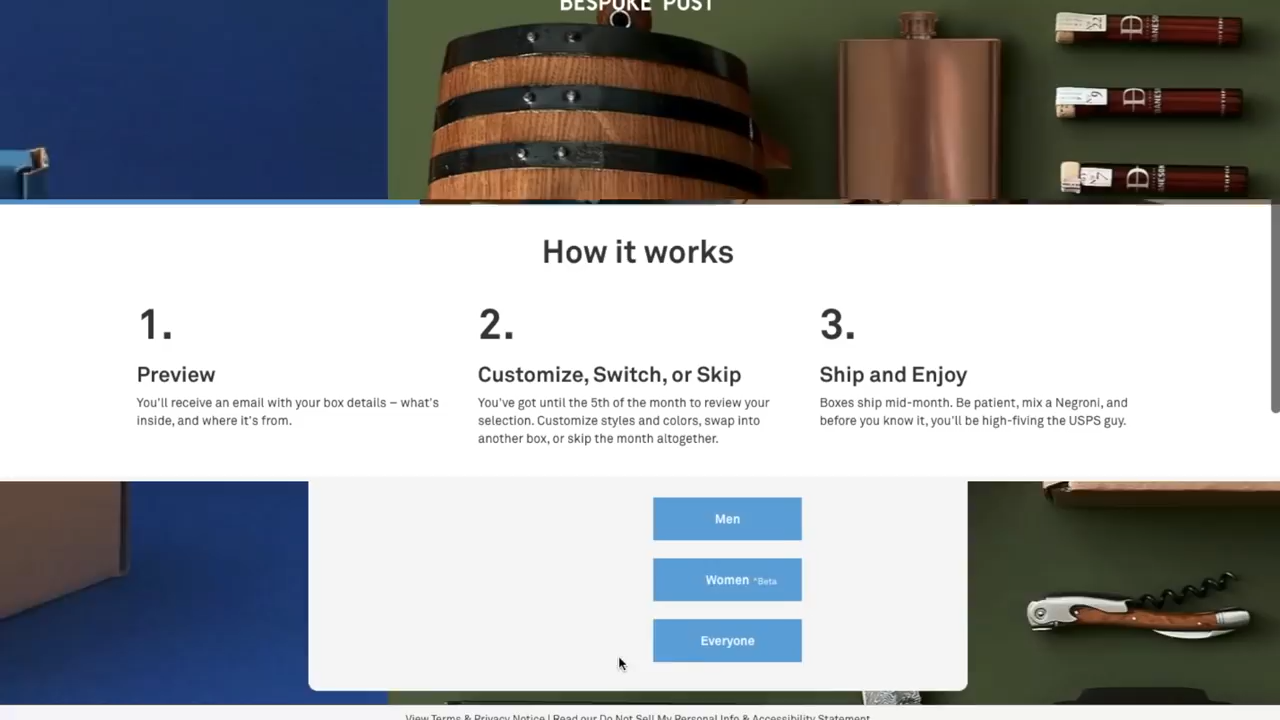 BESPOKE POST
How it works
1.
Preview
You'll receive an email with your box details – what's
inside, and where it's from.
2.
Customize, Switch, or Skip
You've got until the 5th of the month to review your
selection. Customize styles and colors, swap into
another box, or skip the month altogether.
3.
Ship and Enjoy
Boxes ship mid-month. Be patient, mix a Negroni, and
before you know it, you'll be high-fiving the USPS guy.
Men
Women *Beta
Everyone
View Terms & Privacy Notice | Read our Do Not Sell My Personal Info & Accessibility Statement